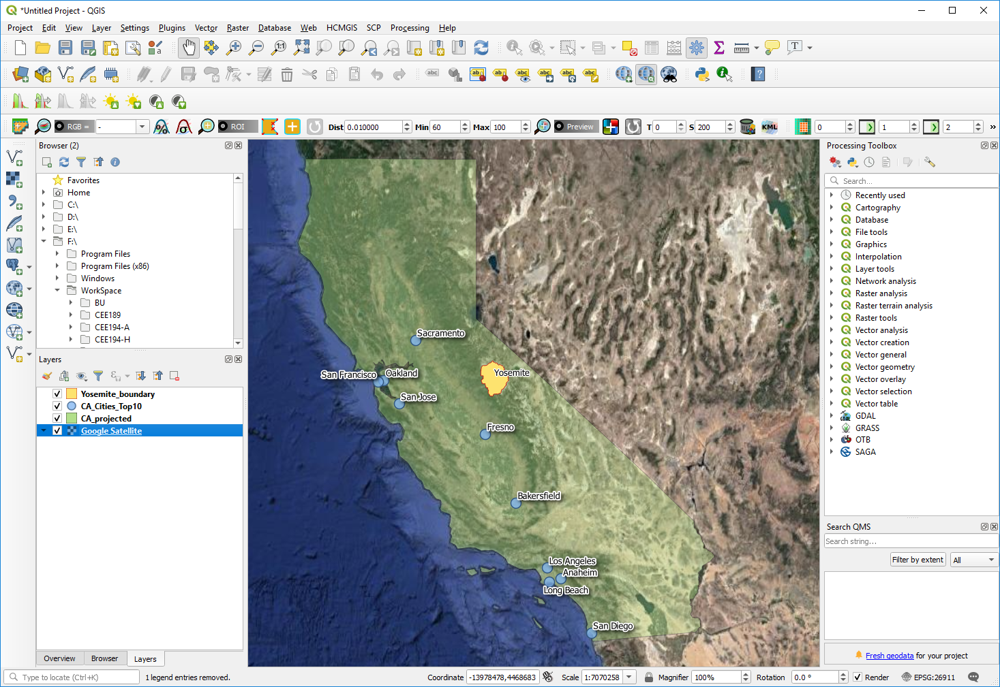 *Untitled Project - QGIS
Project Edit View Layer Settings Plugins Vector Raster Database Web HCMGIS SCP Processing Help
RGB = - ROI Dist 0.010000 Min 60 Max 100 Preview T 0 S 200 KML 0 1 2 »
Browser (2)
Favorites
Home
C:\
D:\
E:\
F:\
Program Files
Program Files (x86)
Windows
WorkSpace
BU
CEE189
CEE194-A
CEE194-H
Layers
Yosemite_boundary
CA_Cities_Top10
CA_projected
Google Satellite
Overview Browser Layers
Sacramento
San Francisco Oakland
Yosemite
San Jose
Fresno
Bakersfield
Los Angeles
Anaheim
Long Beach
San Diego
Processing Toolbox
Search...
Recently used
Cartography
Database
File tools
Graphics
Interpolation
Layer tools
Network analysis
Raster analysis
Raster terrain analysis
Raster tools
Vector analysis
Vector creation
Vector general
Vector geometry
Vector overlay
Vector selection
Vector table
GDAL
GRASS
OTB
SAGA
Search QMS
Search string...
Filter by extent All
Fresh geodata for your project
Type to locate (Ctrl+K) 1 legend entries removed. Coordinate -13978478,4468683 Scale 1:7070258 Magnifier 100% Rotation 0.0 ° Render EPSG:26911